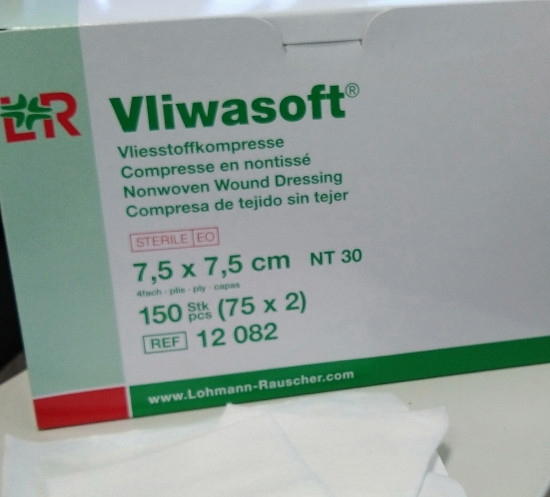 L&R Vliwasoft®
Vliesstoffkompresse
Compresse en nontissé
Nonwoven Wound Dressing
Compresa de tejido sin tejer
STERILE EO
7,5 x 7,5 cm NT 30
4fach - plis - ply - capas
150 Stk pcs (75 x 2)
REF 12 082
www.Lohmann-Rauscher.com